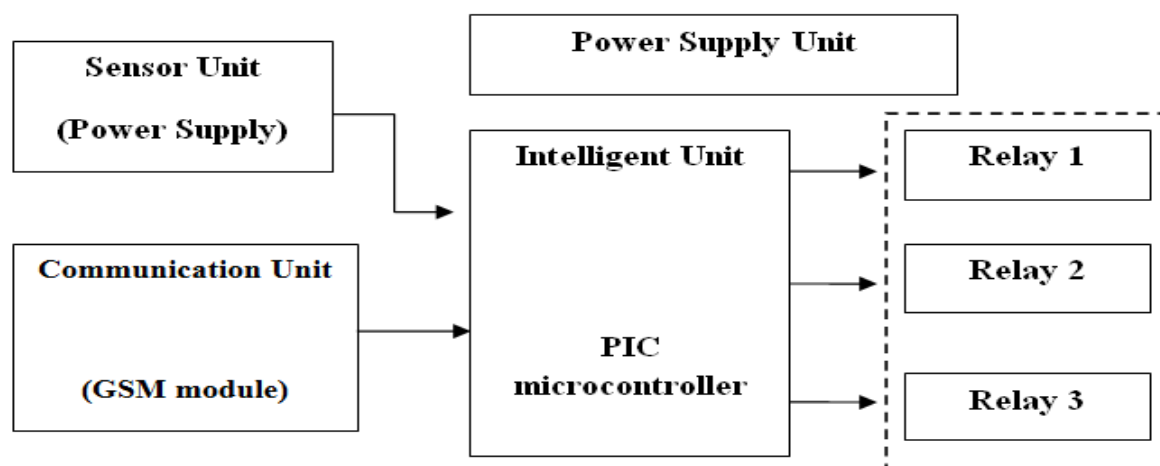 Power Supply Unit
Sensor Unit
(Power Supply)
Intelligent Unit
PIC
microcontroller
Communication Unit
(GSM module)
Relay 1
Relay 2
Relay 3